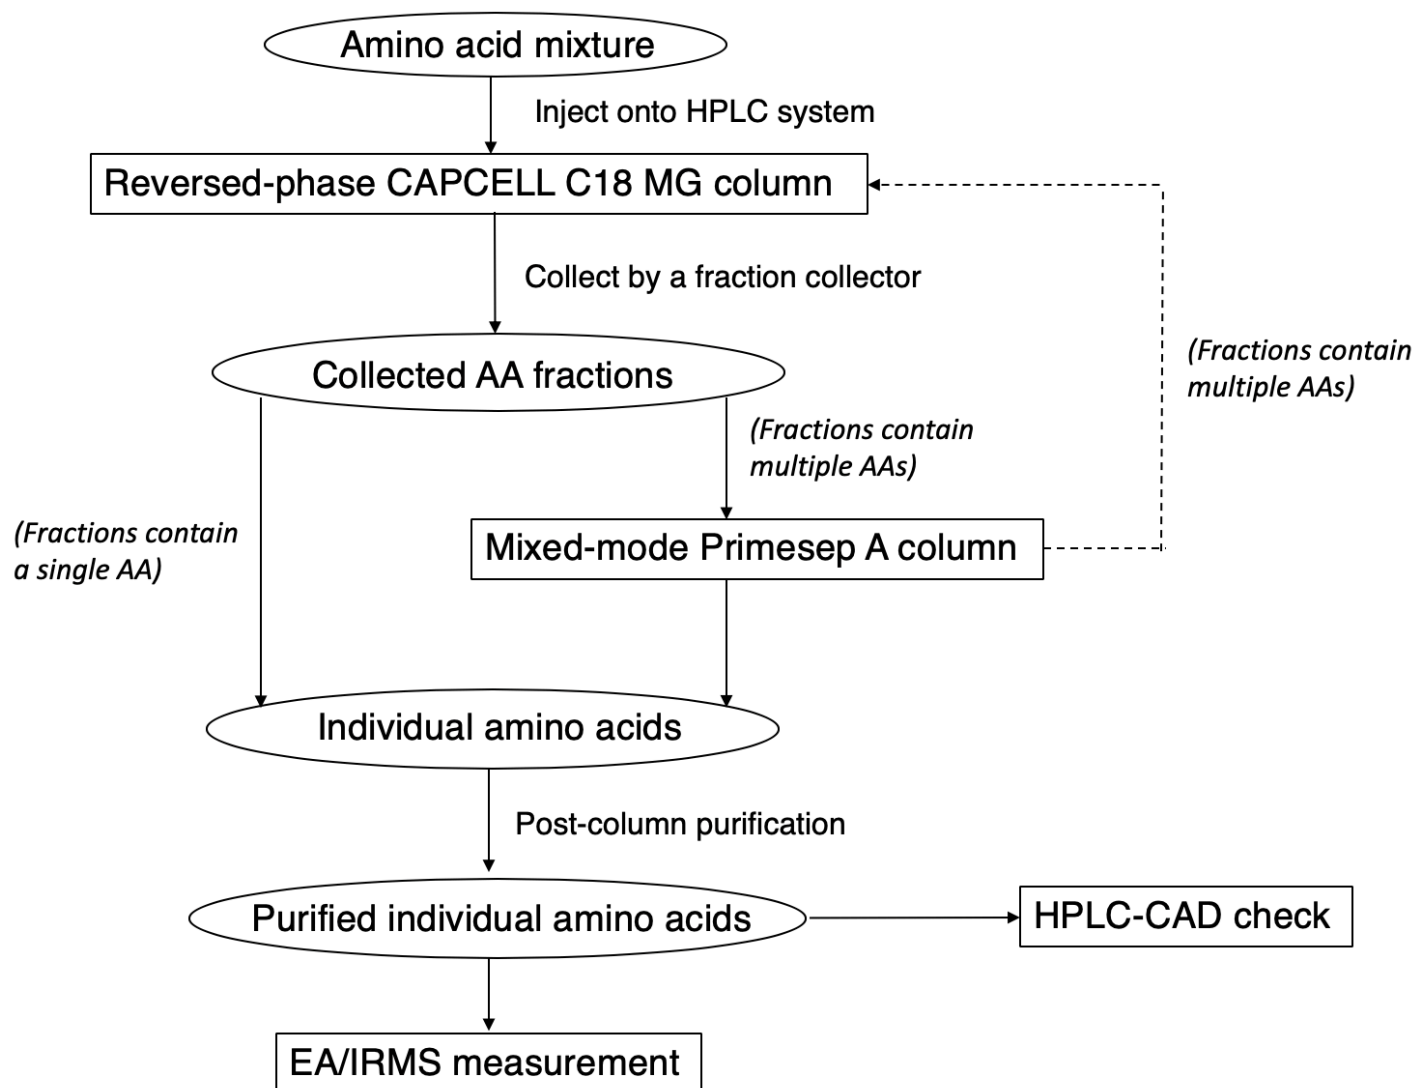 Amino acid mixture
Inject onto HPLC system
Reversed-phase CAPCELL C18 MG column
Collect by a fraction collector
Collected AA fractions
(Fractions contain
multiple AAs)
(Fractions contain
multiple AAs)
(Fractions contain
a single AA)
Mixed-mode Primesep A column
Individual amino acids
Post-column purification
Purified individual amino acids
HPLC-CAD check
EA/IRMS measurement